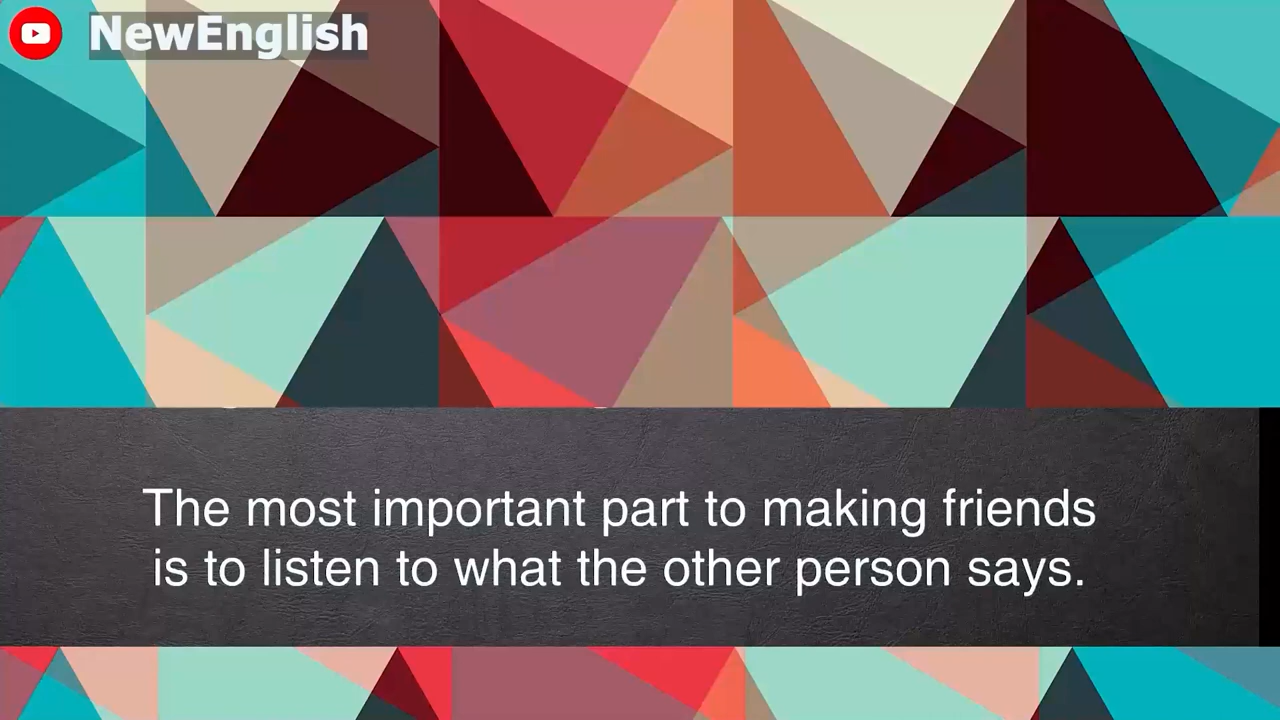 NewEnglish
The most important part to making friends
is to listen to what the other person says.